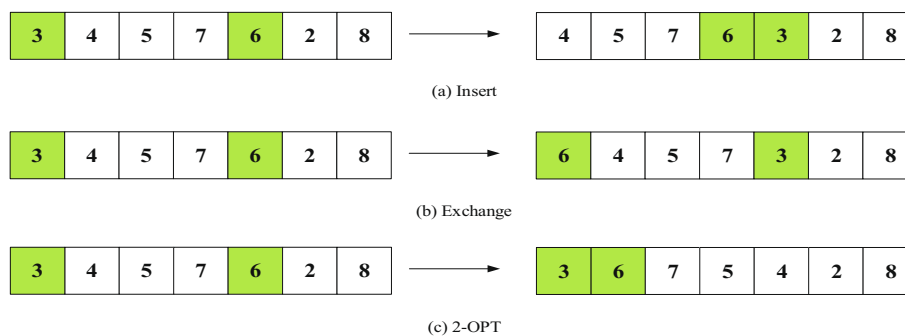 3 4 5 7 6 2 8 4 5 7 6 3 2 8
(a) Insert
3 4 5 7 6 2 8 6 4 5 7 3 2 8
(b) Exchange
3 4 5 7 6 2 8 3 6 7 5 4 2 8
(c) 2-OPT